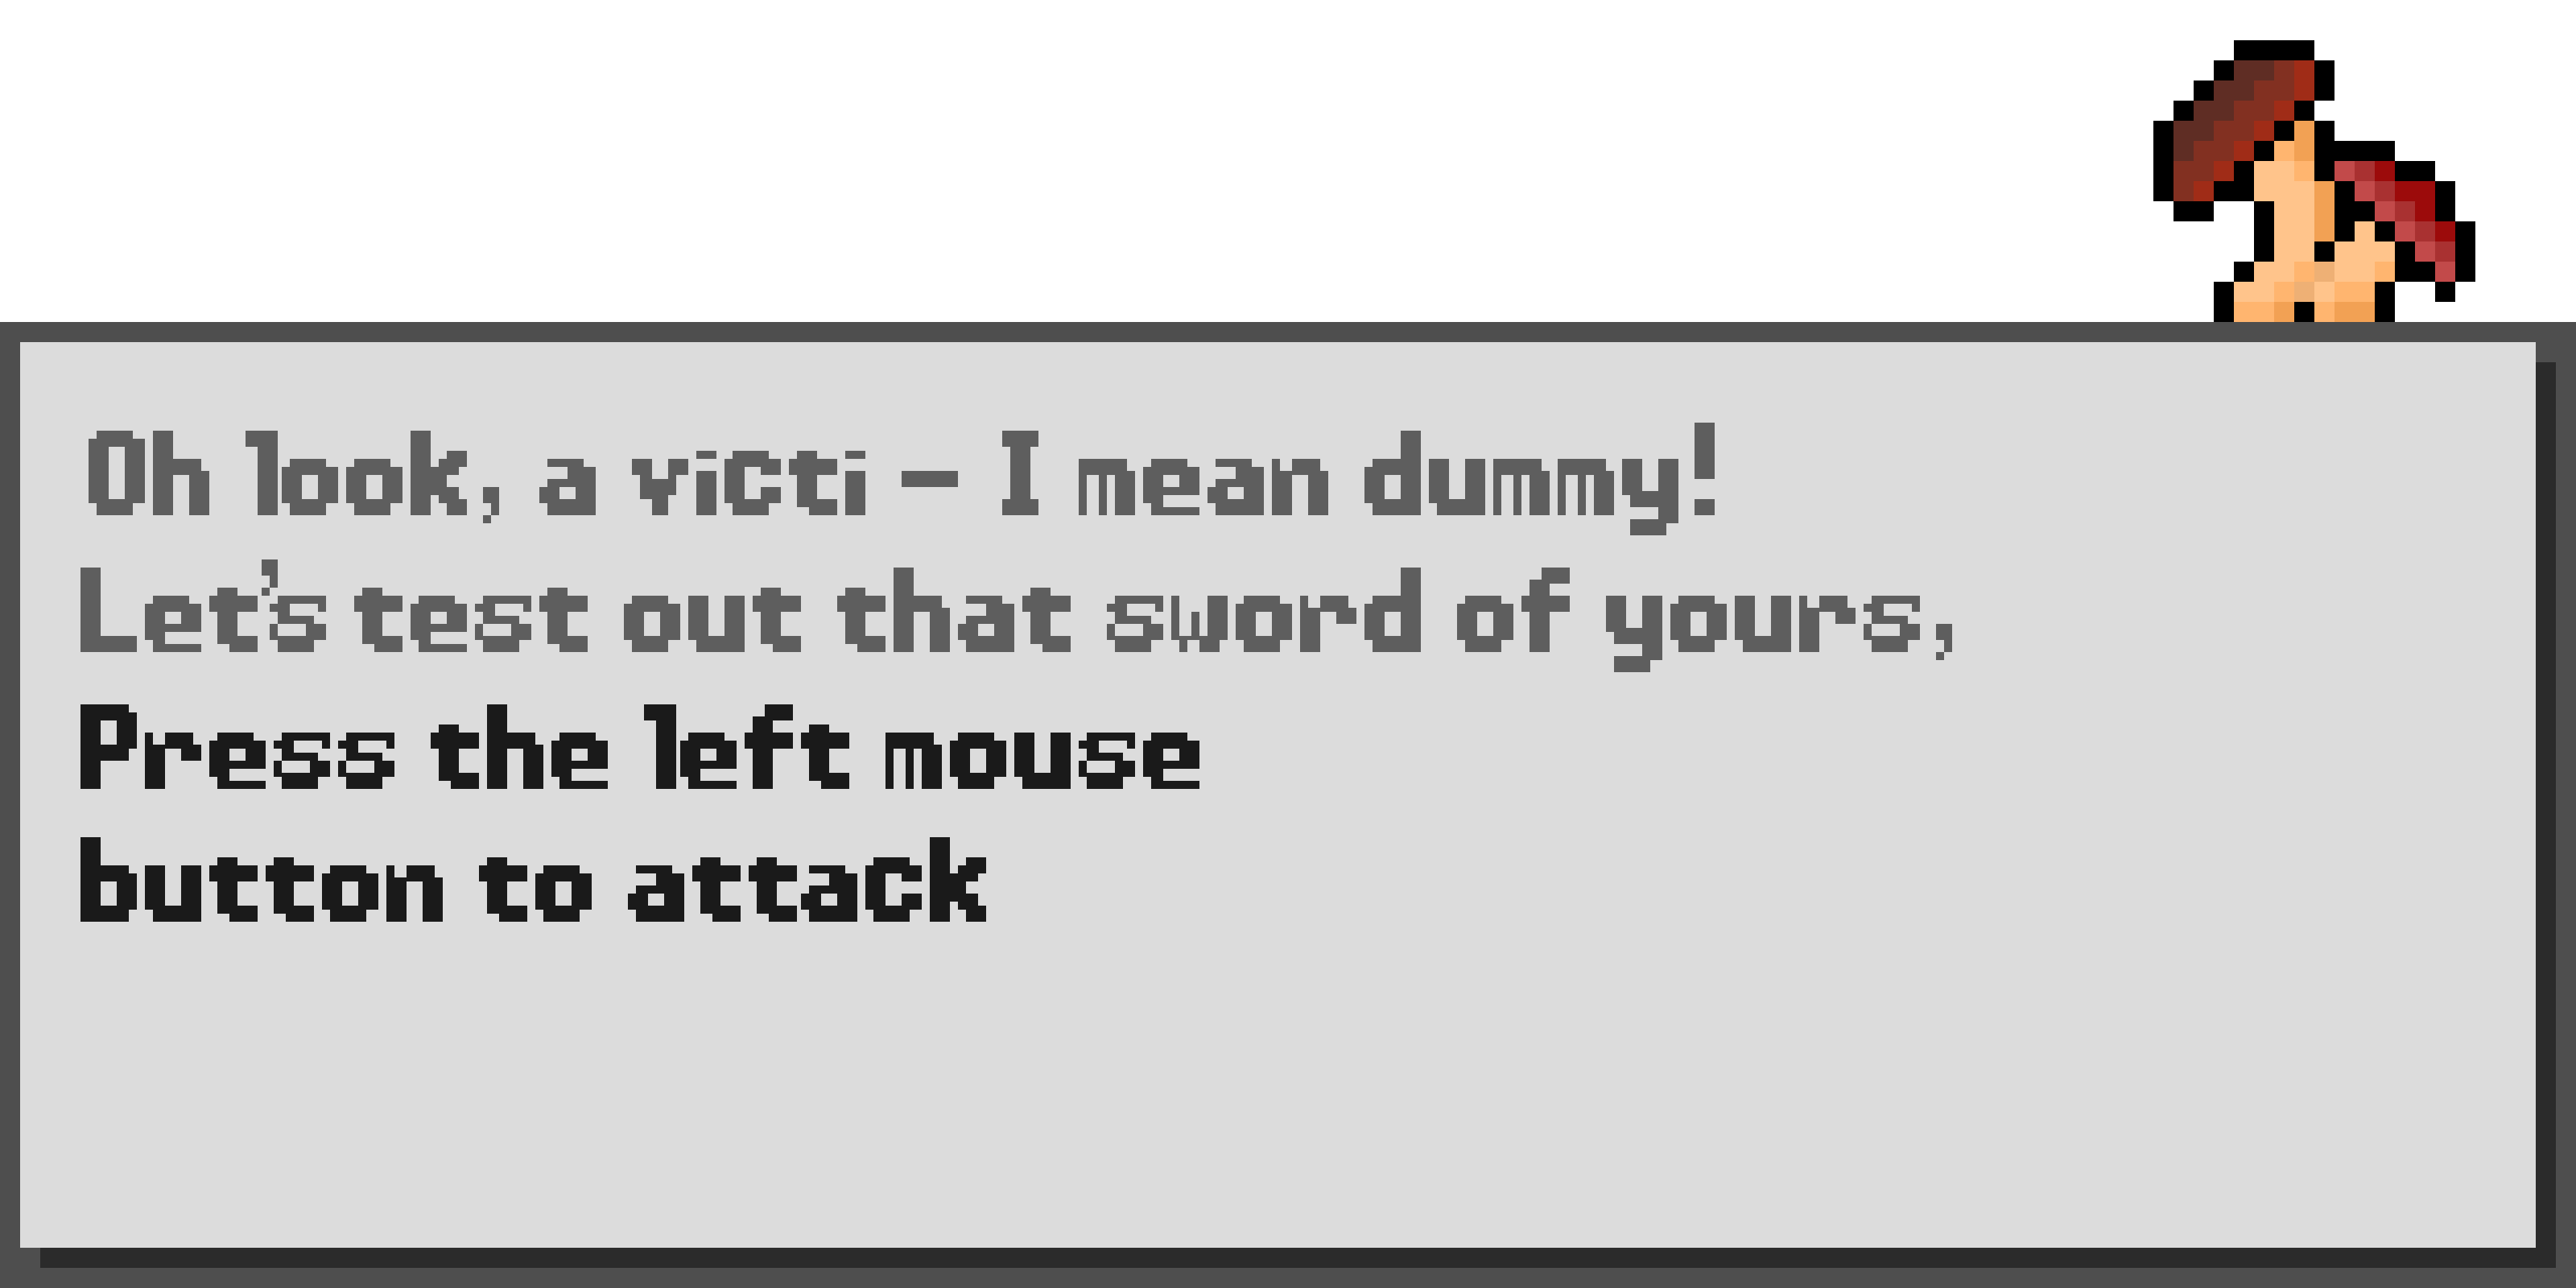 Oh look, a victi - I mean dummy!
Let's test out that sword of yours,
Press the left mouse
button to attack